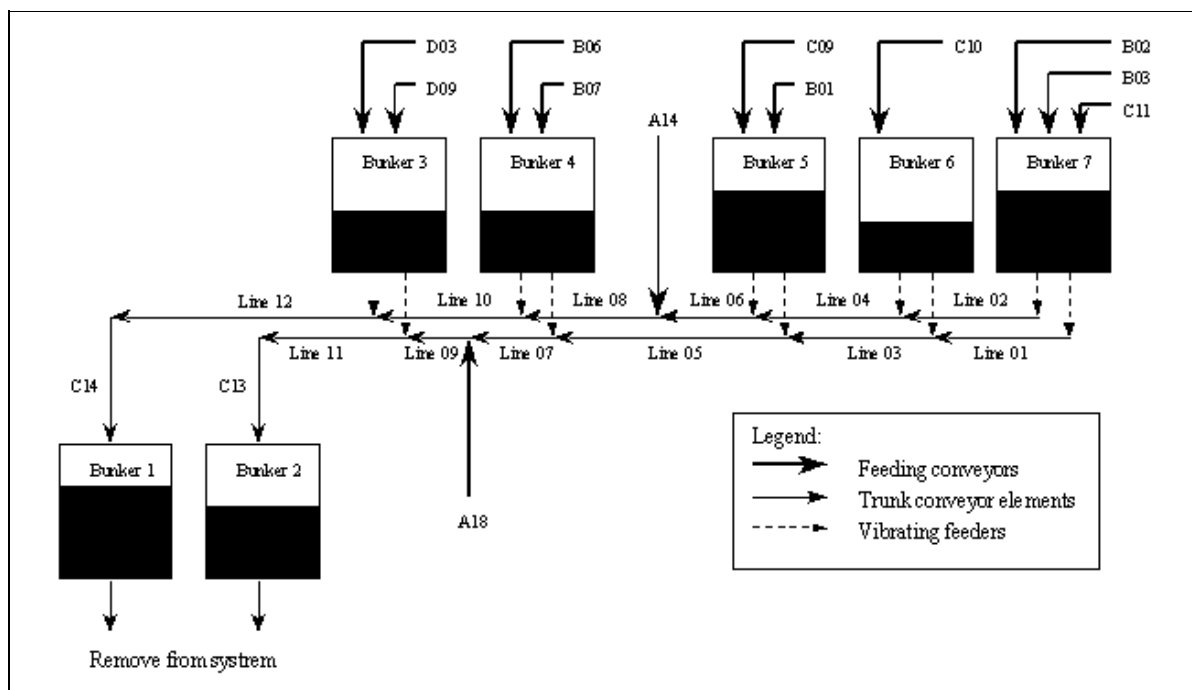 D03 B06 C09 C10 B02
D09 B07 B01 B03
C11
A14
Bunker 3 Bunker 4 Bunker 5 Bunker 6 Bunker 7
Line 12 Line 10 Line 08 Line 06 Line 04 Line 02
Line 11 Line 09 Line 07 Line 05 Line 03 Line 01
C14 C13
Bunker 1 Bunker 2
A18
Legend:
Feeding conveyors
Trunk conveyor elements
Vibrating feeders
Remove from systrem